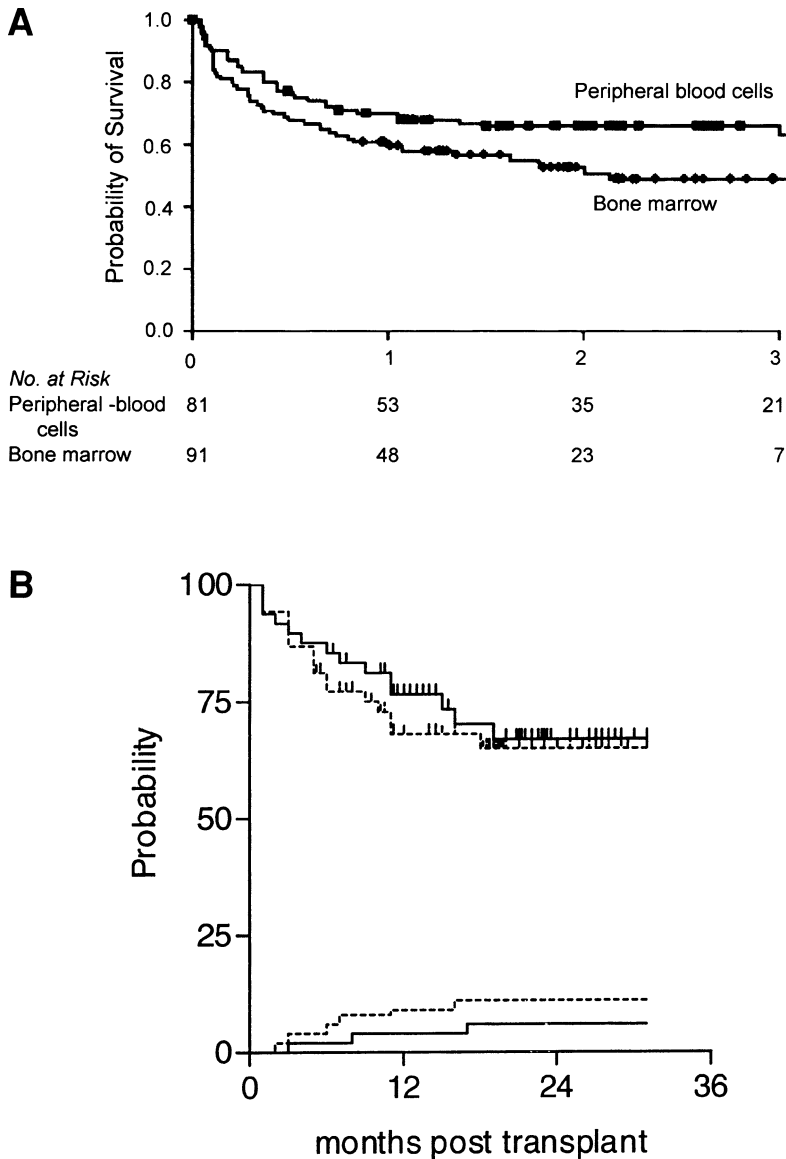 A
Probability of Survival
1.0
0.8
0.6
0.4
0.2
0.0
Peripheral blood cells
Bone marrow
0 1 2 3
No. at Risk
Peripheral -blood 81 53 35 21
cells
Bone marrow 91 48 23 7
B
Probability
100
75
50
25
0
0 12 24 36
months post transplant